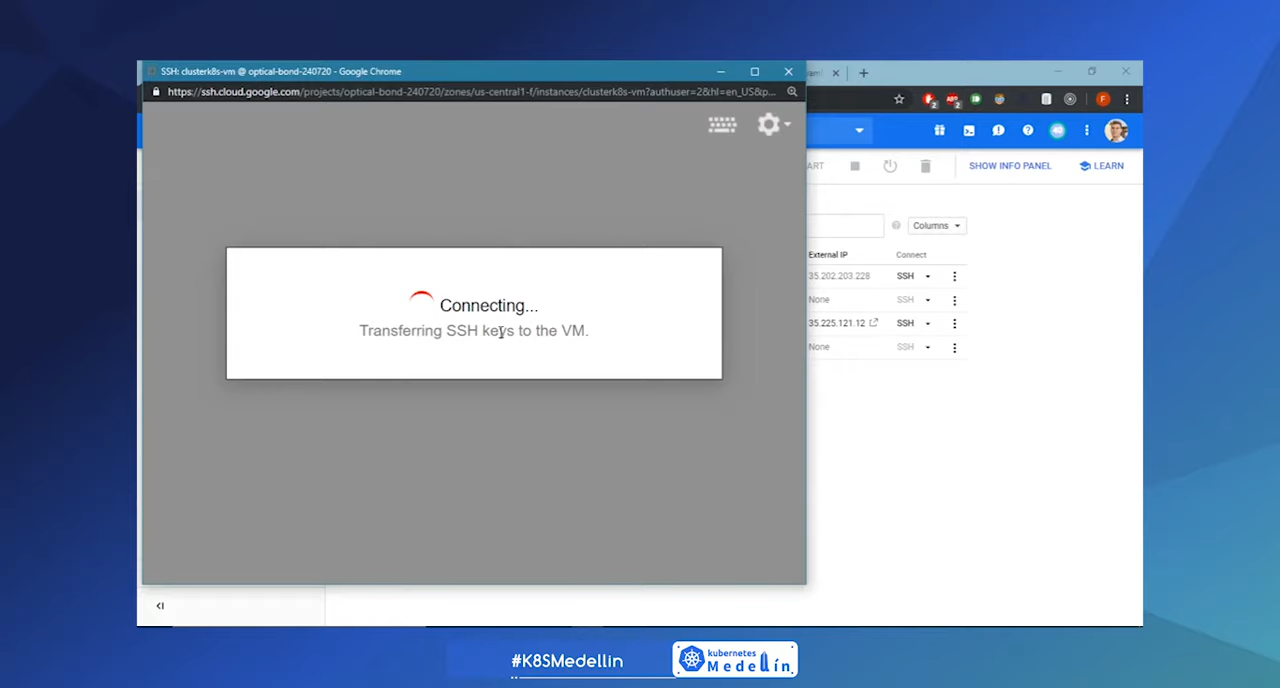 SSH: clusterk8s-vm @ optical-bond-240720 - Google Chrome
https://ssh.cloud.google.com/projects/optical-bond-240720/zones/us-central1-f/instances/clusterk8s-vm?authuser=2&hl=en_US&p...
SHOW INFO PANEL
LEARN
Columns
External IP Connect
35.202.203.228 SSH
None SSH
35.225.121.12 SSH
None SSH
Connecting...
Transferring SSH keys to the VM.
#K8SMedellin
kubernetes
Medellín